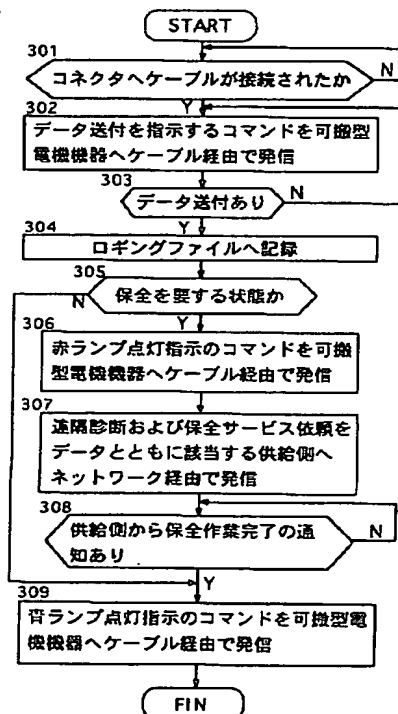 START
301
コネクタへケーブルが接続されたか
N
302
Y
データ送付を指示するコマンドを可搬型
電機機器へケーブル経由で発信
303
データ送付あり
N
Y
304
ロギングファイルへ記録
305
N
保全を要する状態か
306
Y
赤ランプ点灯指示のコマンドを可搬
型電機機器へケーブル経由で発信
307
遠隔診断および保全サービス依頼を
データとともに該当する供給側へ
ネットワーク経由で発信
308
供給側から保全作業完了の通
知あり
N
Y
309
青ランプ点灯指示のコマンドを可搬型電
機機器へケーブル経由で発信
FIN